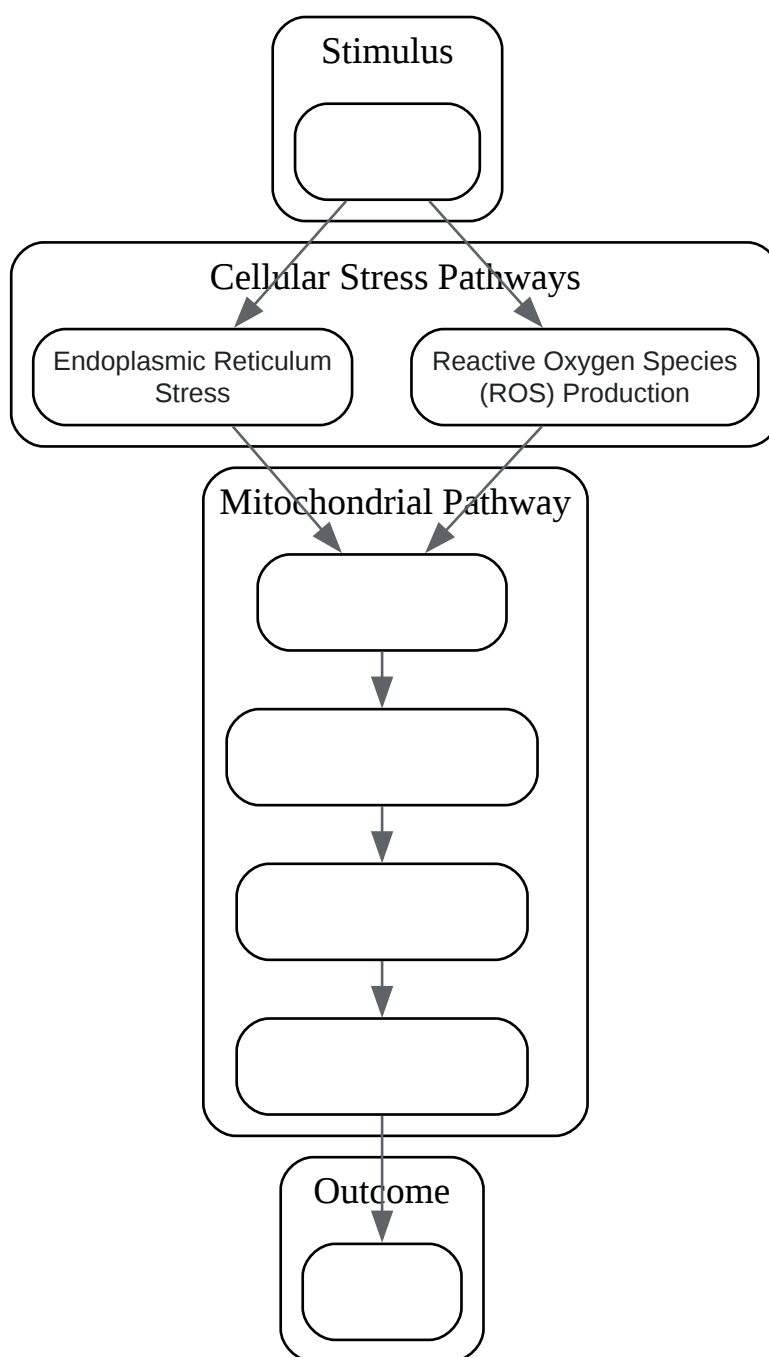 Stimulus
Cellular Stress Pathways
Endoplasmic Reticulum
Stress
Reactive Oxygen Species
(ROS) Production
Mitochondrial Pathway
Outcome